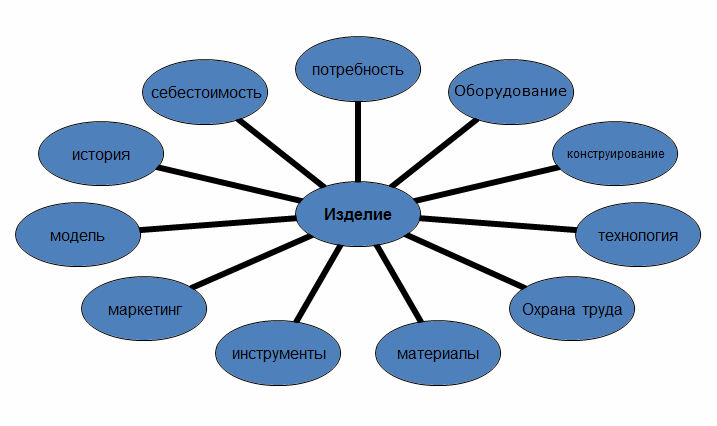 потребность
себестоимость
Оборудование
история
конструирование
Изделие
модель
технология
маркетинг
Охрана труда
инструменты
материалы